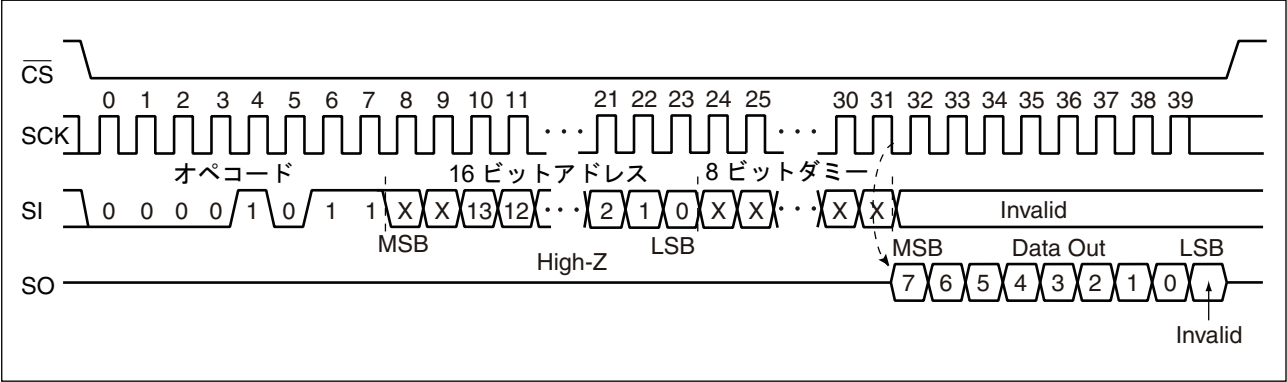 CS
0 1 2 3 4 5 6 7 8 9 10 11 21 22 23 24 25 30 31 32 33 34 35 36 37 38 39
SCK ··· ···
オペコード 16 ビットアドレス 8 ビットダミー
SI 0 0 0 0 1 0 1 1 X X 13 12 ··· 2 1 0 X X ··· X X Invalid
MSB LSB MSB Data Out LSB
High-Z
SO 7 6 5 4 3 2 1 0
Invalid